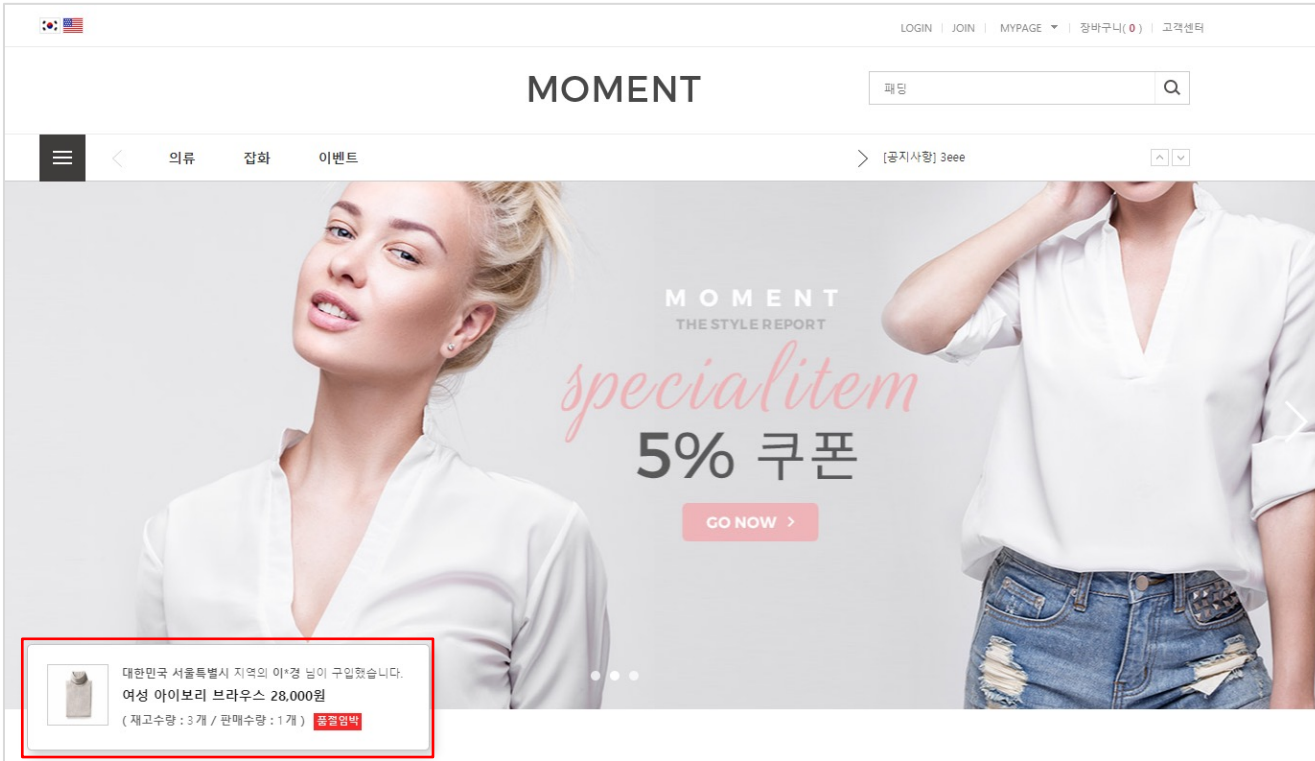 LOGIN | JOIN | MYPAGE ▼ | 장바구니( 0 ) | 고객센터
MOMENT
패딩
의류 잡화 이벤트
[공지사항] 3eee
MOMENT
THE STYLE REPORT
specialitem
5% 쿠폰
GO NOW >
대한민국 서울특별시 지역의 이*경 님이 구입했습니다.
여성 아이보리 브라우스 28,000원
( 재고수량 : 3 개 / 판매수량 : 1 개 ) 품절임박